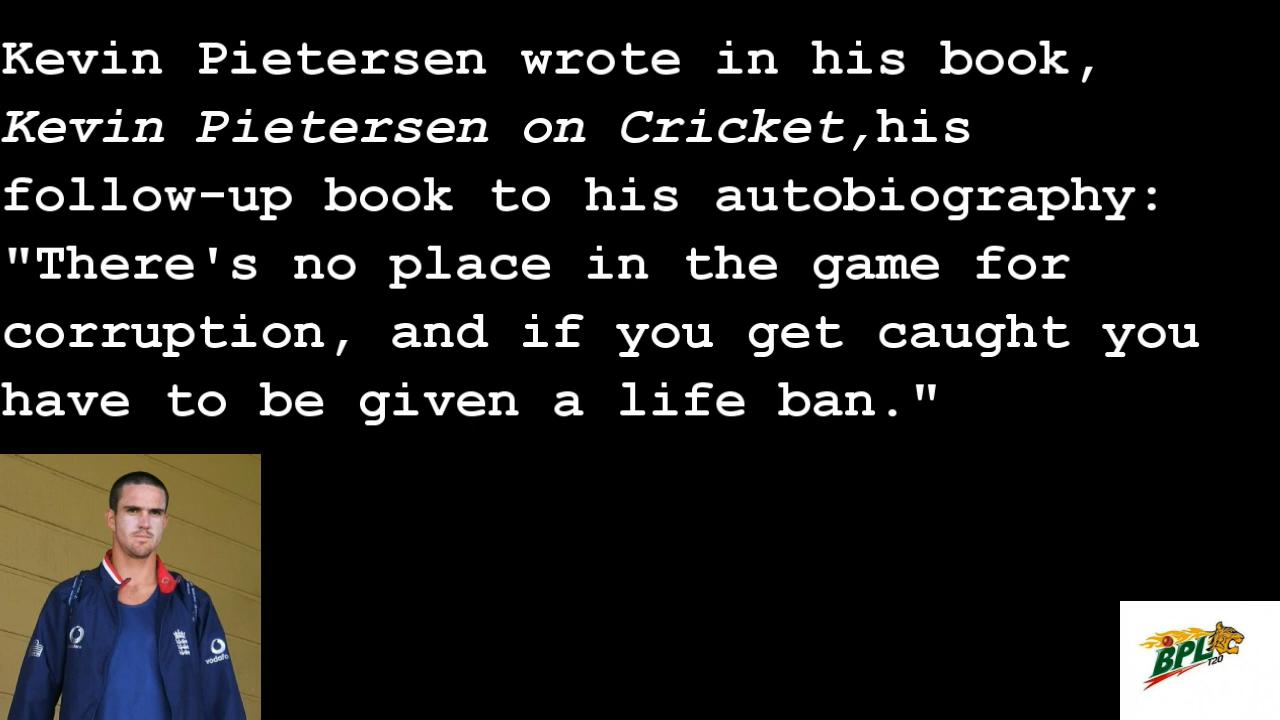 Kevin Pietersen wrote in his book,
Kevin Pietersen on Cricket,his
follow-up book to his autobiography:
"There's no place in the game for
corruption, and if you get caught you
have to be given a life ban."
vodafo
BPL
T20